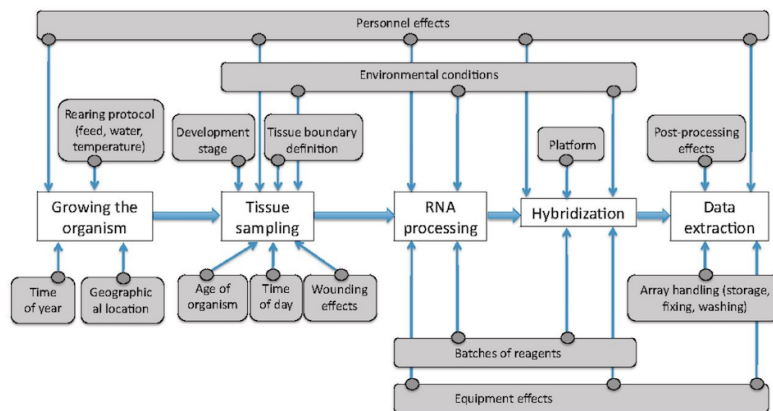 Personnel effects
Environmental conditions
Rearing protocol
(feed, water,
temperature)
Development
stage
Tissue boundary
definition
Platform
Post-processing
effects
Growing the
organism
Tissue
sampling
RNA
processing
Hybridization
Data
extraction
Time
of year
Geographic
al location
Age of
organism
Time
of day
Wounding
effects
Array handling (storage,
fixing, washing)
Batches of reagents
Equipment effects